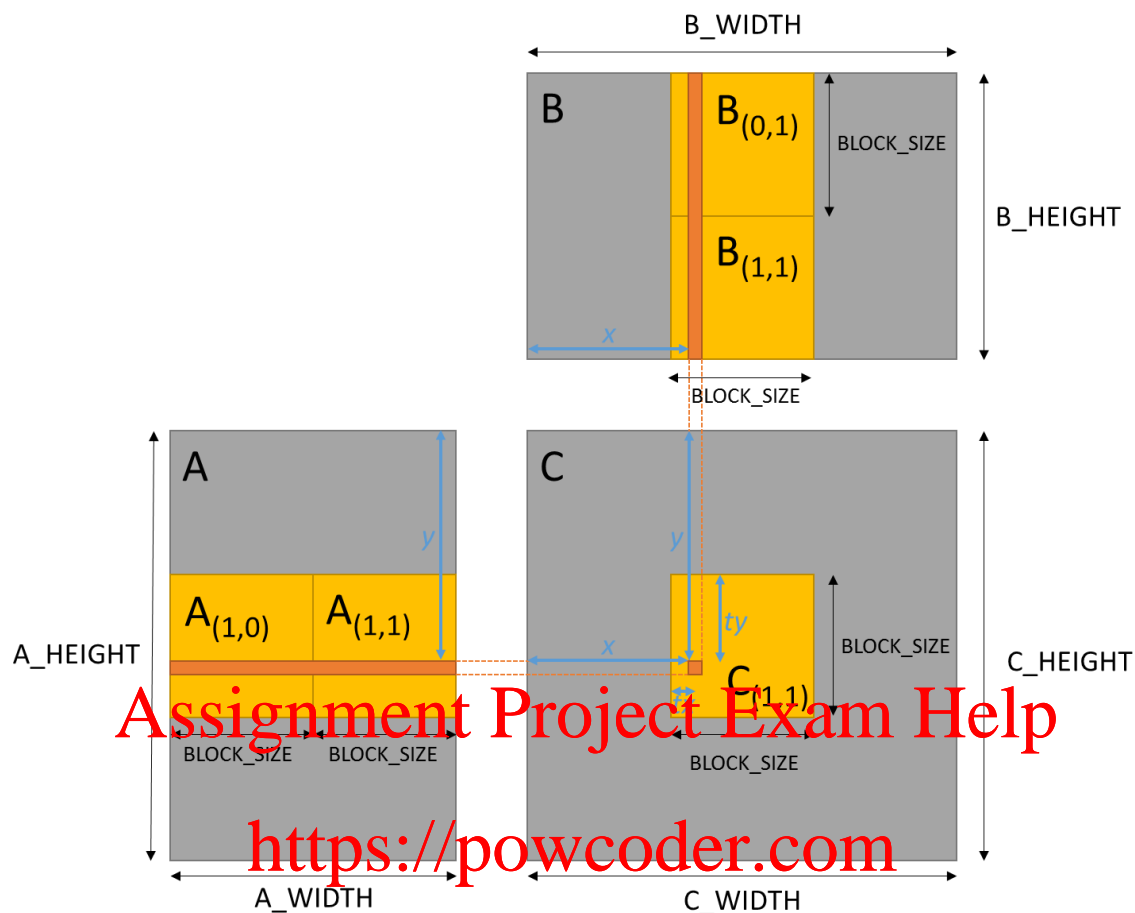 B_WIDTH
B
B(0,1)
BLOCK_SIZE
B_HEIGHT
B(1,1)
x
BLOCK_SIZE
A
C
y
y
A(1,0)
A(1,1)
ty
A_HEIGHT
x
BLOCK_SIZE
C_HEIGHT
C(1,1)
Assignment Project Exam Help
BLOCK_SIZE
BLOCK_SIZE
BLOCK_SIZE
https://powcoder.com
A_WIDTH
C_WIDTH